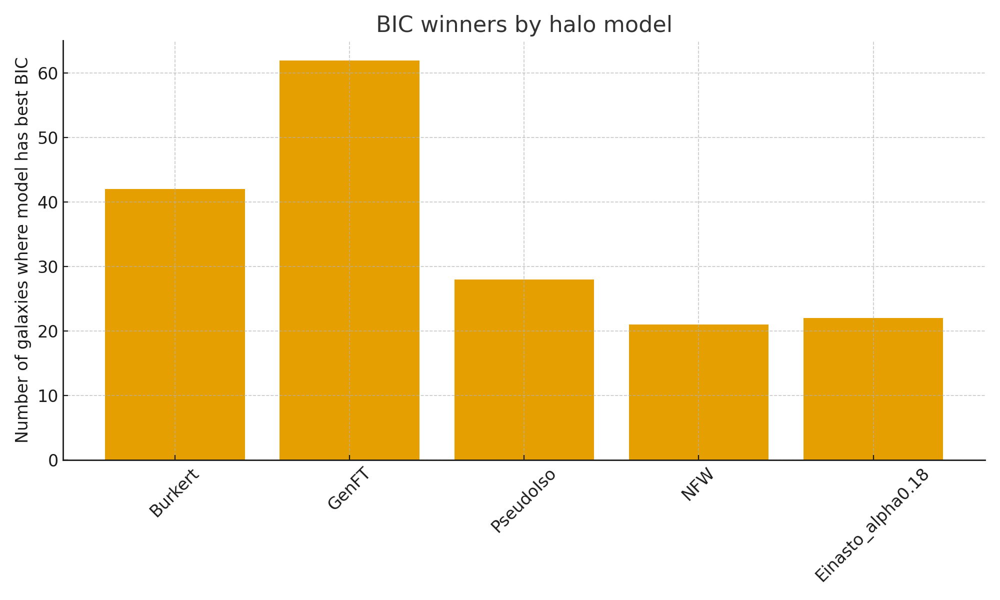 BIC winners by halo model
Number of galaxies where model has best BIC
60
50
40
30
20
10
0
Burkert
GenFT
PseudoIso
NFW
Einasto_alpha0.18